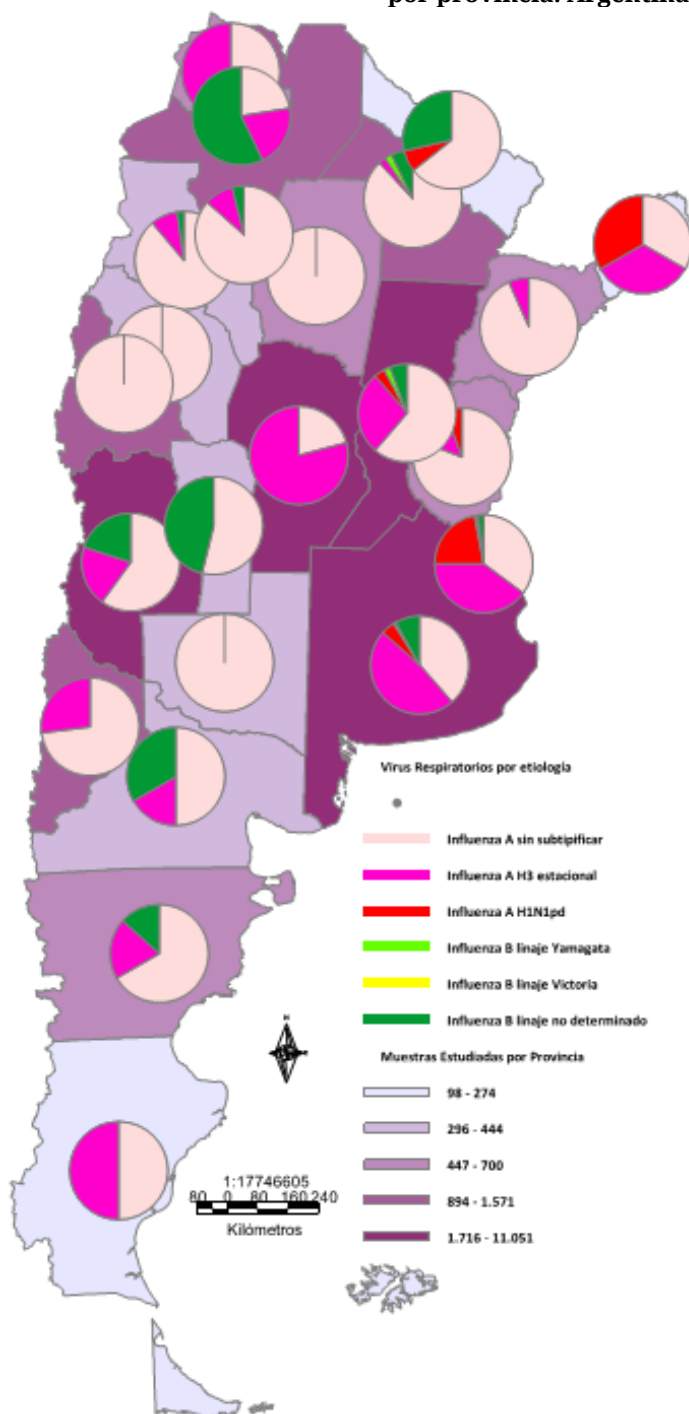 por provincia. Argentina
Virus Respiratorios por etiologia
Influenza A sin subtipificar
Influenza A H3 estacional
Influenza A H1N1pd
Influenza B linaje Yamagata
Influenza B linaje Victoria
Influenza B linaje no determinado
Muestras Estudiadas por Provincia
98 - 274
296 - 444
447 - 700
894 - 1.571
1.716 - 11.051
1:17746605
80 0 80 160 240
Kilómetros